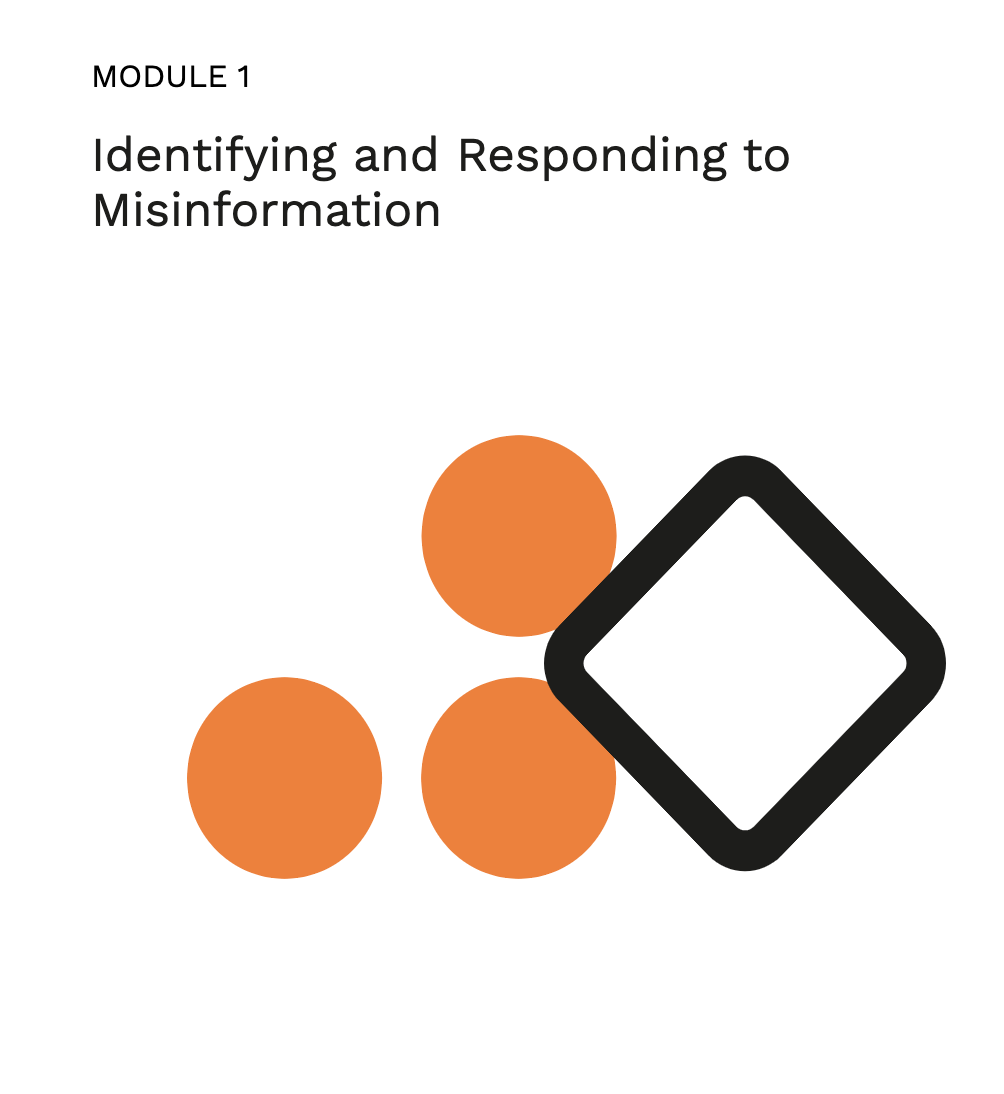 MODULE 1
Identifying and Responding to
Misinformation